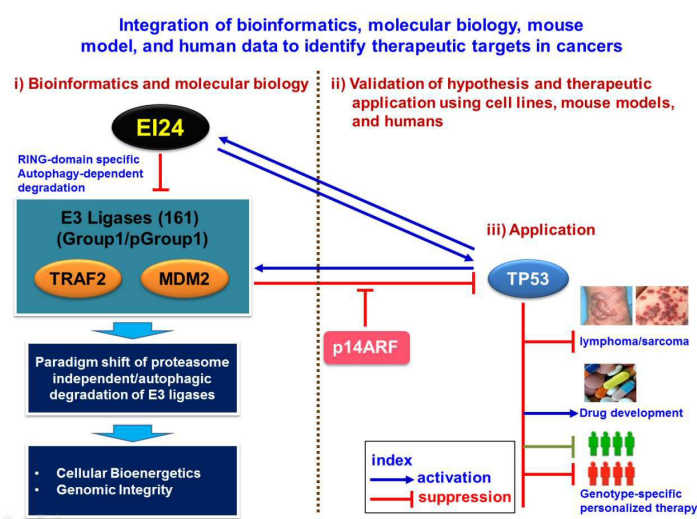 Integration of bioinformatics, molecular biology, mouse
model, and human data to identify therapeutic targets in cancers
i) Bioinformatics and molecular biology
ii) Validation of hypothesis and therapeutic
application using cell lines, mouse models,
and humans
EI24
RING-domain specific
Autophagy-dependent
degradation
E3 Ligases (161)
(Group1/pGroup1)
TRAF2
MDM2
iii) Application
TP53
p14ARF
Paradigm shift of proteasome
independent/autophagic
degradation of E3 ligases
• Cellular Bioenergetics
• Genomic Integrity
lymphoma/sarcoma
Drug development
Genotype-specific
personalized therapy
index
activation
suppression